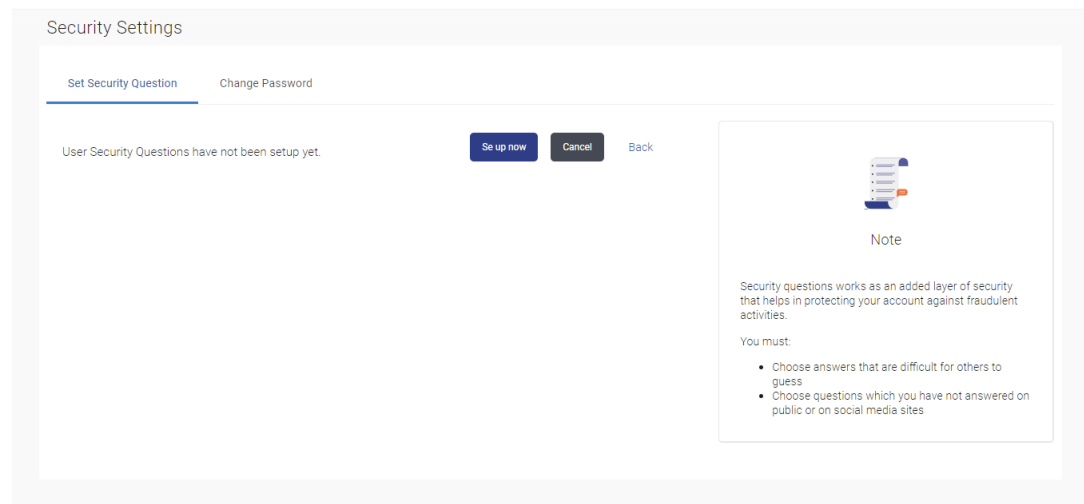 Security Settings
Set Security Question
Change Password
User Security Questions have not been setup yet.
Se up now
Cancel
Back
Note
Security questions works as an added layer of security
that helps in protecting your account against fraudulent
activities.
You must:
Choose answers that are difficult for others to
guess
Choose questions which you have not answered on
public or on social media sites